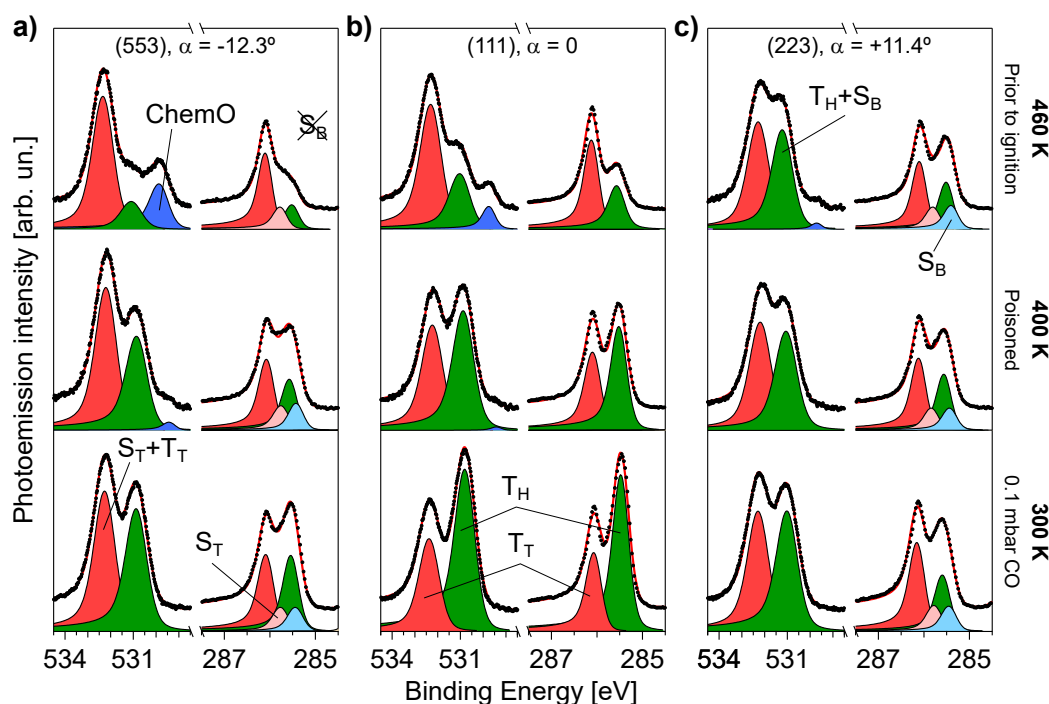 a)
(553), α = -12.3º
ChemO
S_B
b)
(111), α = 0
c)
(223), α = +11.4º
T_H+S_B
S_B
460 K
Prior to ignition
400 K
Poisoned
S_T+T_T
S_T
T_H
T_T
300 K
0.1 mbar CO
Photoemission intensity [arb. un.]
534 531 287 285
534 531 287 285
534 531 287 285
Binding Energy [eV]